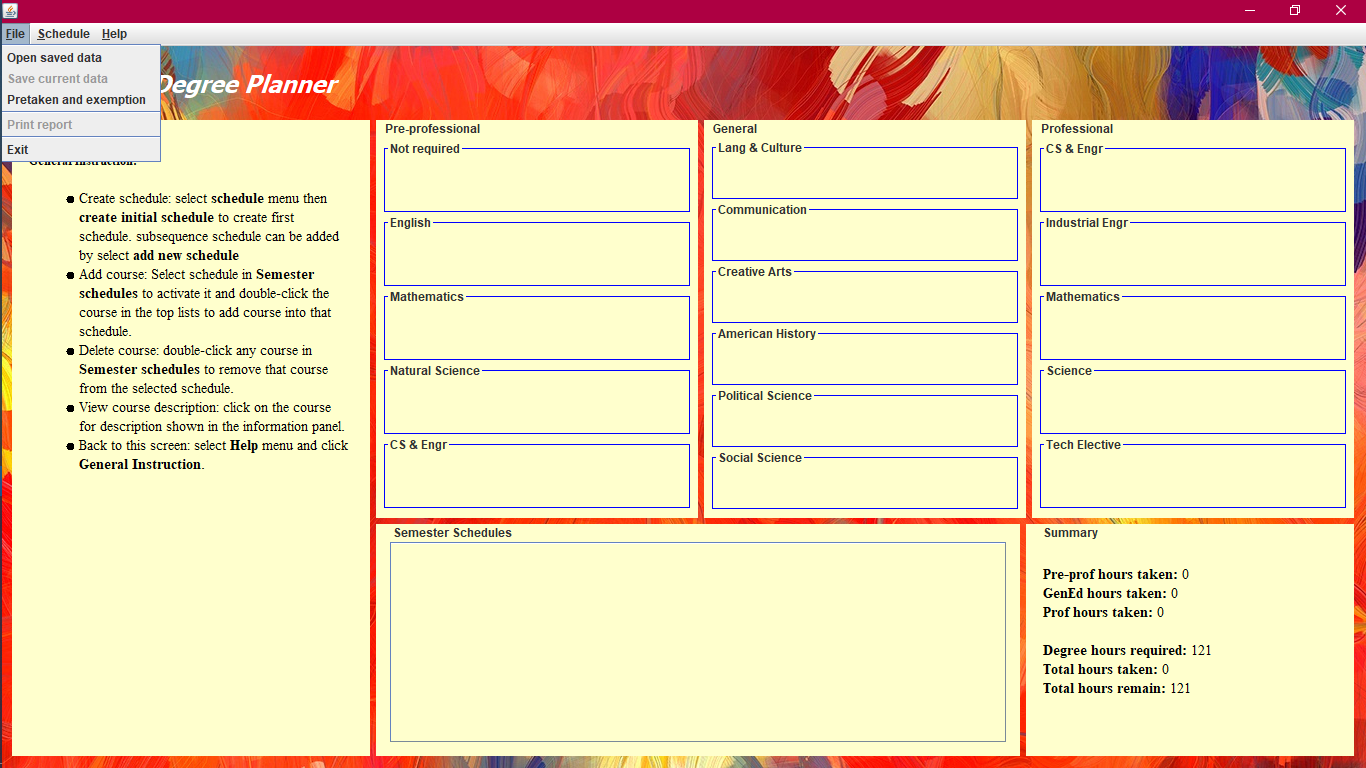 File Schedule Help
Open saved data
Save current data
Pretaken and exemption
Print report
Exit
Degree Planner
General Instruction:
Create schedule: select schedule menu then
create initial schedule to create first
schedule. subsequence schedule can be added
by select add new schedule
Add course: Select schedule in Semester
schedules to activate it and double-click the
course in the top lists to add course into that
schedule.
Delete course: double-click any course in
Semester schedules to remove that course
from the selected schedule.
View course description: click on the course
for description shown in the information panel.
Back to this screen: select Help menu and click
General Instruction.
Pre-professional
Not required
English
Mathematics
Natural Science
CS & Engr
General
Lang & Culture
Communication
Creative Arts
American History
Political Science
Social Science
Professional
CS & Engr
Industrial Engr
Mathematics
Science
Tech Elective
Semester Schedules
Summary
Pre-prof hours taken: 0
GenEd hours taken: 0
Prof hours taken: 0
Degree hours required: 121
Total hours taken: 0
Total hours remain: 121